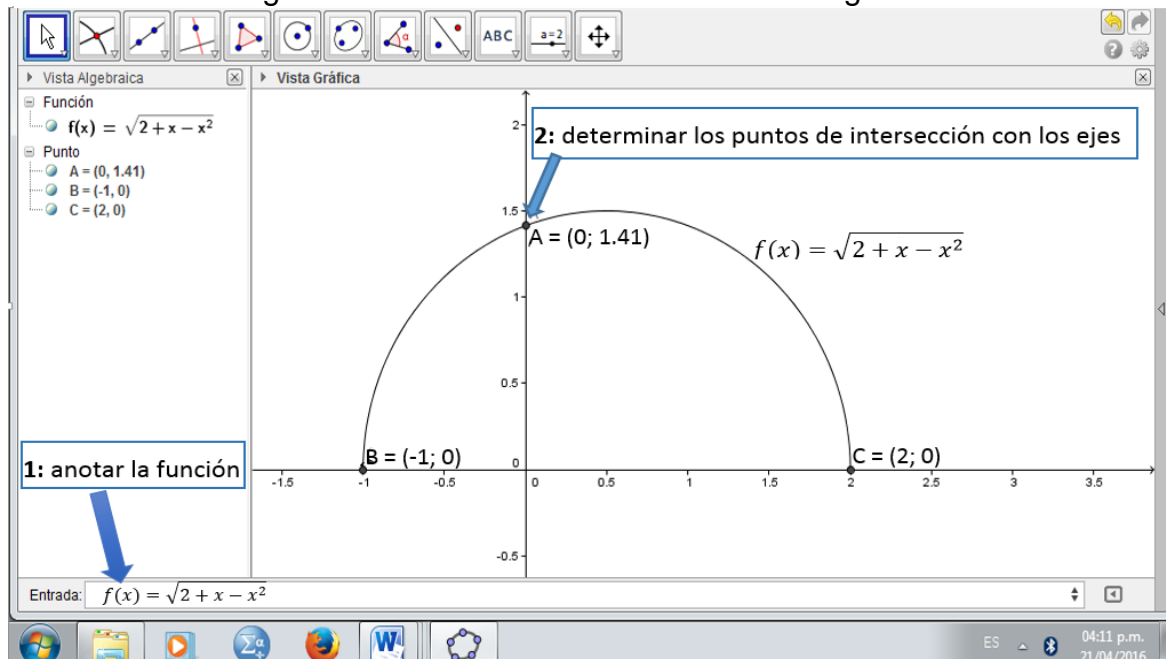 ABC
a=2
Vista Algebraica
Vista Gráfica
Función
f(x) = √(2 + x − x²)
Punto
A = (0, 1.41)
B = (-1, 0)
C = (2, 0)
2: determinar los puntos de intersección con los ejes
2
1.5
A = (0; 1.41)
f(x) = √(2 + x − x²)
1
0.5
B = (-1; 0)
0
C = (2; 0)
-1.5 -1 -0.5 0 0.5 1 1.5 2 2.5 3 3.5
-0.5
1: anotar la función
Entrada: f(x) = √(2 + x − x²)
ES
04:11 p.m.
21/04/2016